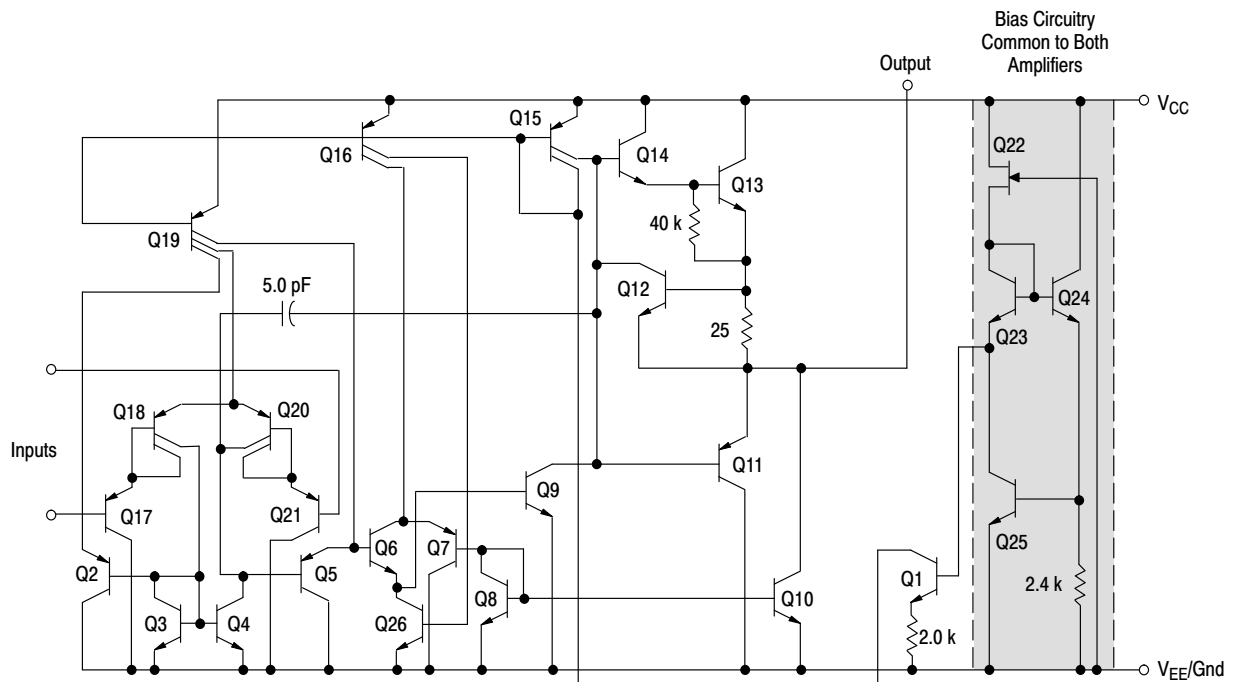 Bias Circuitry
Common to Both
Amplifiers
Output
VCC
Q15
Q22
Q16
Q14
Q13
40 k
Q19
5.0 pF
Q12
Q24
25
Q23
Q18
Q20
Inputs
Q11
Q9
Q17
Q21
Q25
Q6
Q7
Q2
Q5
Q1
2.4 k
Q8
Q3
Q4
Q26
Q10
2.0 k
VEE/Gnd